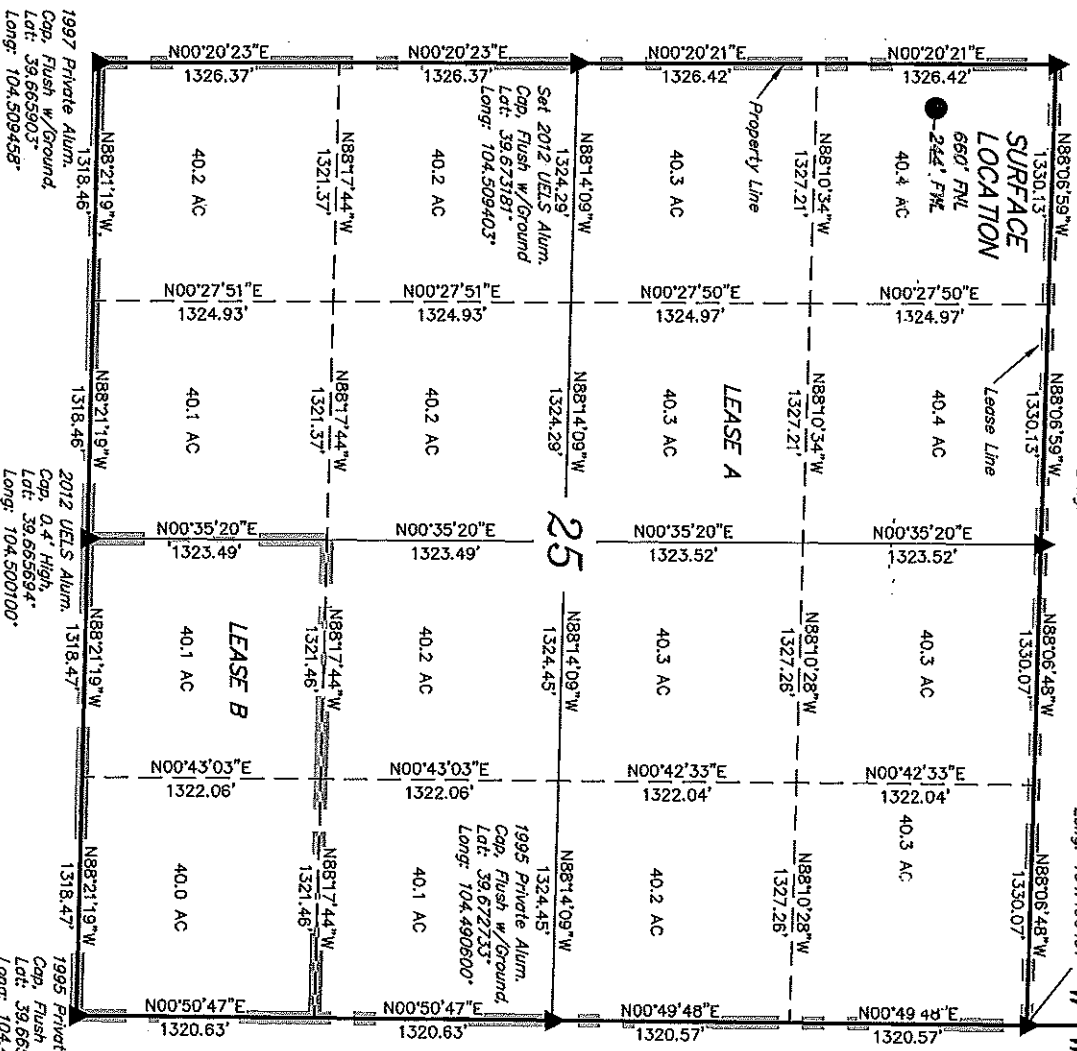 N88°06'59"W
1330.13'
N88°06'59"W
1330.13'
N88°06'48"W
1330.07'
N88°06'48"W
1330.07'
SURFACE
LOCATION
660' FNL
244' FWL
Lease Line
N00°20'21"E
1326.42'
40.4 AC
N00°27'50"E
1324.97'
40.4 AC
N00°35'20"E
1323.52'
40.3 AC
N00°42'33"E
1322.04'
40.3 AC
N00°49'48"E
1320.57'
N88°10'34"W
1327.21'
N88°10'34"W
1327.21'
N88°10'28"W
1327.26'
N88°10'28"W
1327.26'
Property Line
LEASE A
N00°20'21"E
1326.42'
40.3 AC
N00°27'50"E
1324.97'
40.3 AC
N00°35'20"E
1323.52'
40.3 AC
N00°42'33"E
1322.04'
40.2 AC
N00°49'48"E
1320.57'
N88°14'09"W
1324.29'
N88°14'09"W
1324.29'
25
N88°14'09"W
1324.45'
N88°14'09"W
1324.45'
Set 2012 UELS Alum.
Cap, Flush w/Ground
Lat: 39.673181°
Long: 104.509403°
1995 Private Alum.
Cap, Flush w/Ground,
Lat: 39.672733°
Long: 104.490600°
N00°20'23"E
1326.37'
40.2 AC
N00°27'51"E
1324.93'
40.2 AC
N00°35'20"E
1323.49'
40.2 AC
N00°43'03"E
1322.06'
40.1 AC
N00°50'47"E
1320.63'
N88°17'44"W
1321.37'
N88°17'44"W
1321.37'
N88°17'44"W
1321.46'
N88°17'44"W
1321.46'
LEASE B
N00°20'23"E
1326.37'
40.2 AC
N00°27'51"E
1324.93'
40.1 AC
N00°35'20"E
1323.49'
40.1 AC
N00°43'03"E
1322.06'
40.0 AC
N00°50'47"E
1320.63'
N88°21'19"W
1318.46'
N88°21'19"W
1318.46'
N88°21'19"W
1318.47'
N88°21'19"W
1318.47'
1997 Private Alum.
Cap, Flush w/Ground,
Lat: 39.665903°
Long: 104.509458°
2012 UELS Alum.
Cap, 0.4' High,
Lat: 39.665694°
Long: 104.500100°
1995 Privat
Cap, Flush
Lat: 39.66
Long: 104.